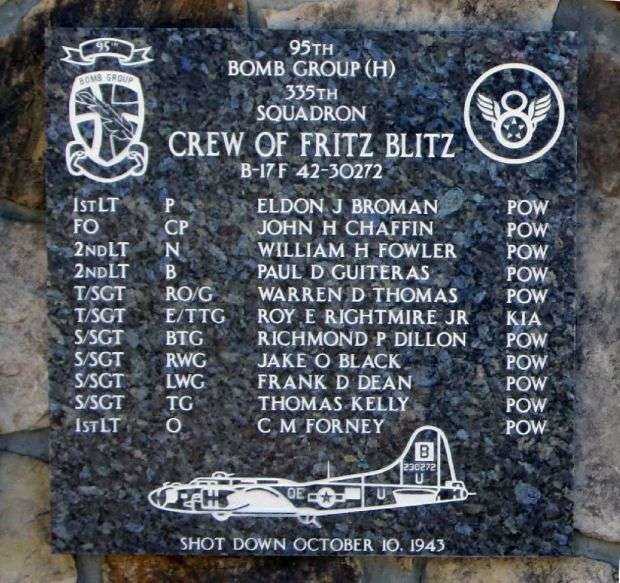 95TH
BOMB GROUP
95TH
BOMB GROUP (H)
335TH
SQUADRON
CREW OF FRITZ BLITZ
B-17F 42-30272
8
1STLT P ELDON J BROMAN POW
FO CP JOHN H CHAFFIN POW
2NDLT N WILLIAM H FOWLER POW
2NDLT B PAUL D GUITERAS POW
T/SGT RO/G WARREN D THOMAS POW
T/SGT E/TTG ROY E RIGHTMIRE JR KIA
S/SGT BTG RICHMOND P DILLON POW
S/SGT RWG JAKE O BLACK POW
S/SGT LWG FRANK D DEAN POW
S/SGT TG THOMAS KELLY POW
1STLT O C M FORNEY POW
B
230272
U
OE U
SHOT DOWN OCTOBER 10, 1943